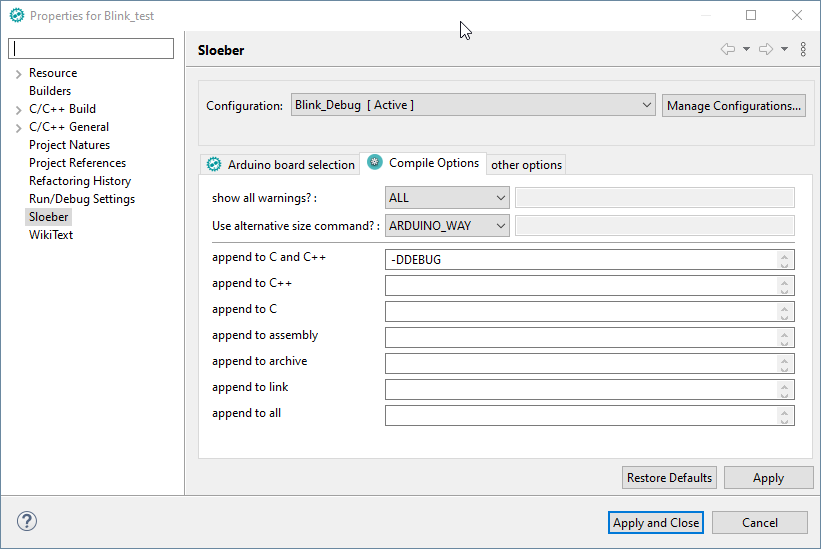 Properties for Blink_test
Sloeber
Resource
Builders
C/C++ Build
C/C++ General
Project Natures
Project References
Refactoring History
Run/Debug Settings
Sloeber
WikiText
Configuration: Blink_Debug [ Active ] Manage Configurations...
Arduino board selection Compile Options other options
show all warnings? : ALL
Use alternative size command? : ARDUINO_WAY
append to C and C++ -DDEBUG
append to C++
append to C
append to assembly
append to archive
append to link
append to all
Restore Defaults Apply
? Apply and Close Cancel